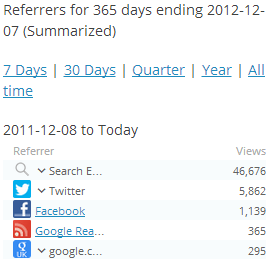 Referrers for 365 days ending 2012-12-
07 (Summarized)
7 Days | 30 Days | Quarter | Year | All
time
2011-12-08 to Today
Referrer Views
Search E... 46,676
Twitter 5,862
Facebook 1,139
Google Rea... 365
g UK google.c... 295